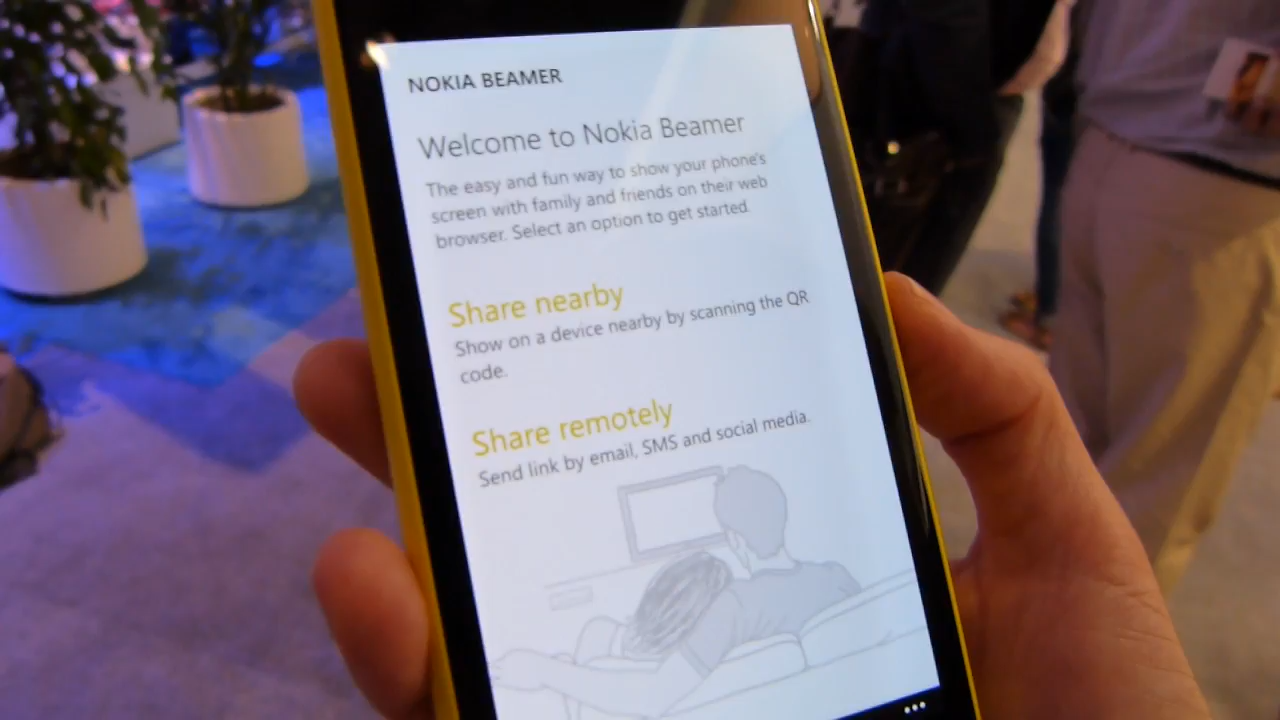 NOKIA BEAMER
Welcome to Nokia Beamer
The easy and fun way to show your phone's
screen with family and friends on their web
browser. Select an option to get started.
Share nearby
Show on a device nearby by scanning the QR
code.
Share remotely
Send link by email, SMS and social media.